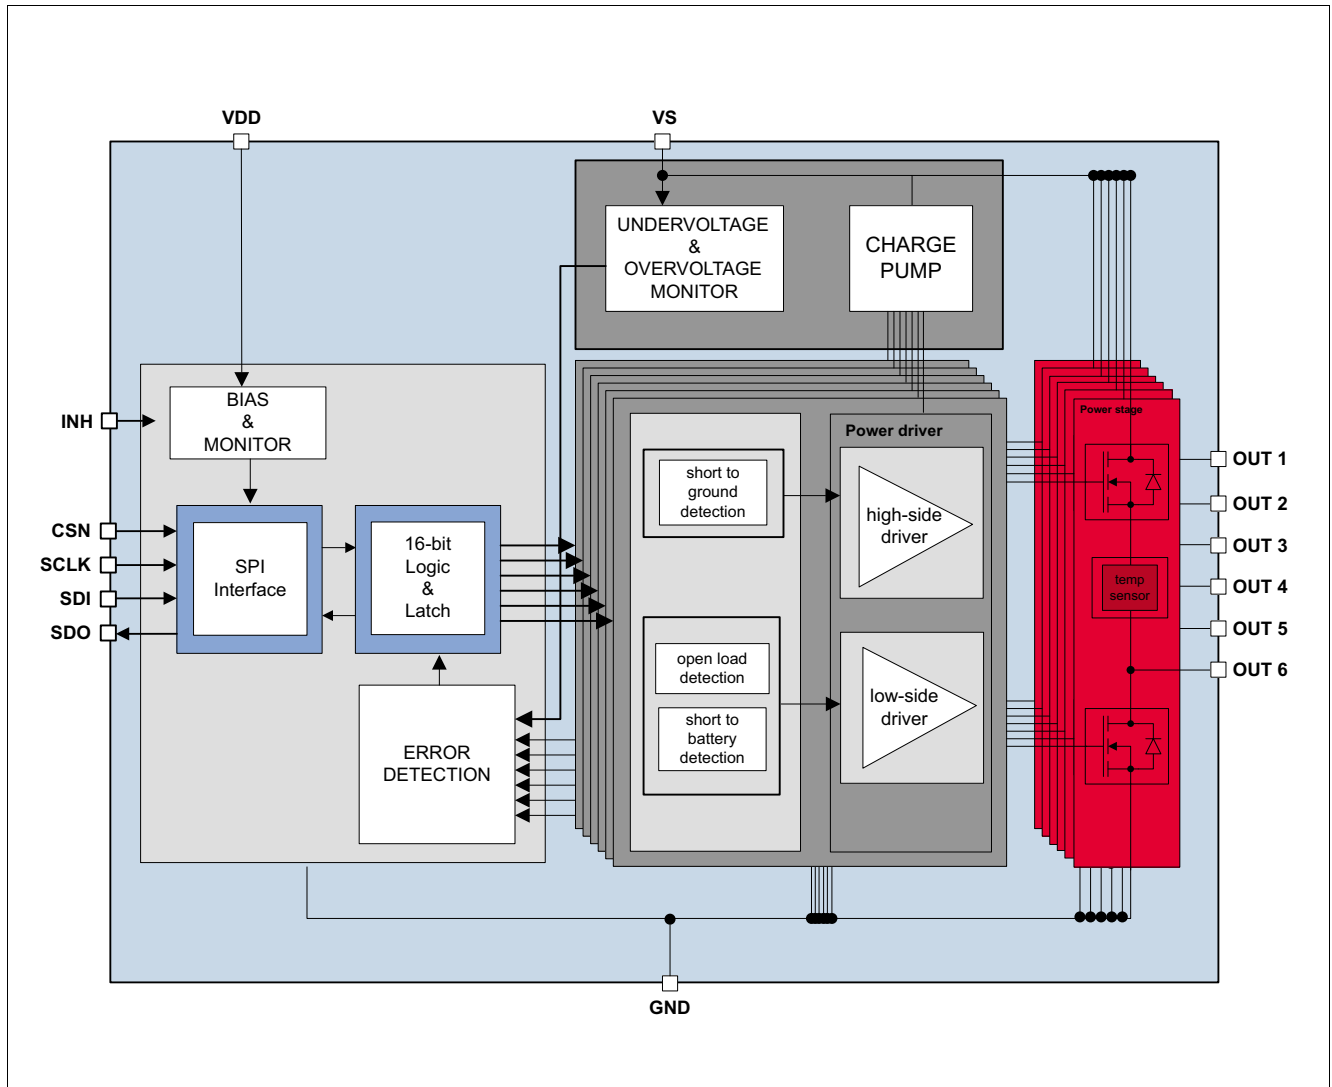 VDD
VS
UNDERVOLTAGE
&
OVERVOLTAGE
MONITOR
CHARGE
PUMP
BIAS
&
MONITOR
INH
CSN
SCLK
SDI
SDO
SPI
Interface
16-bit
Logic
&
Latch
ERROR
DETECTION
short to
ground
detection
open load
detection
short to
battery
detection
Power driver
high-side
driver
low-side
driver
Power stage
temp
sensor
OUT 1
OUT 2
OUT 3
OUT 4
OUT 5
OUT 6
GND